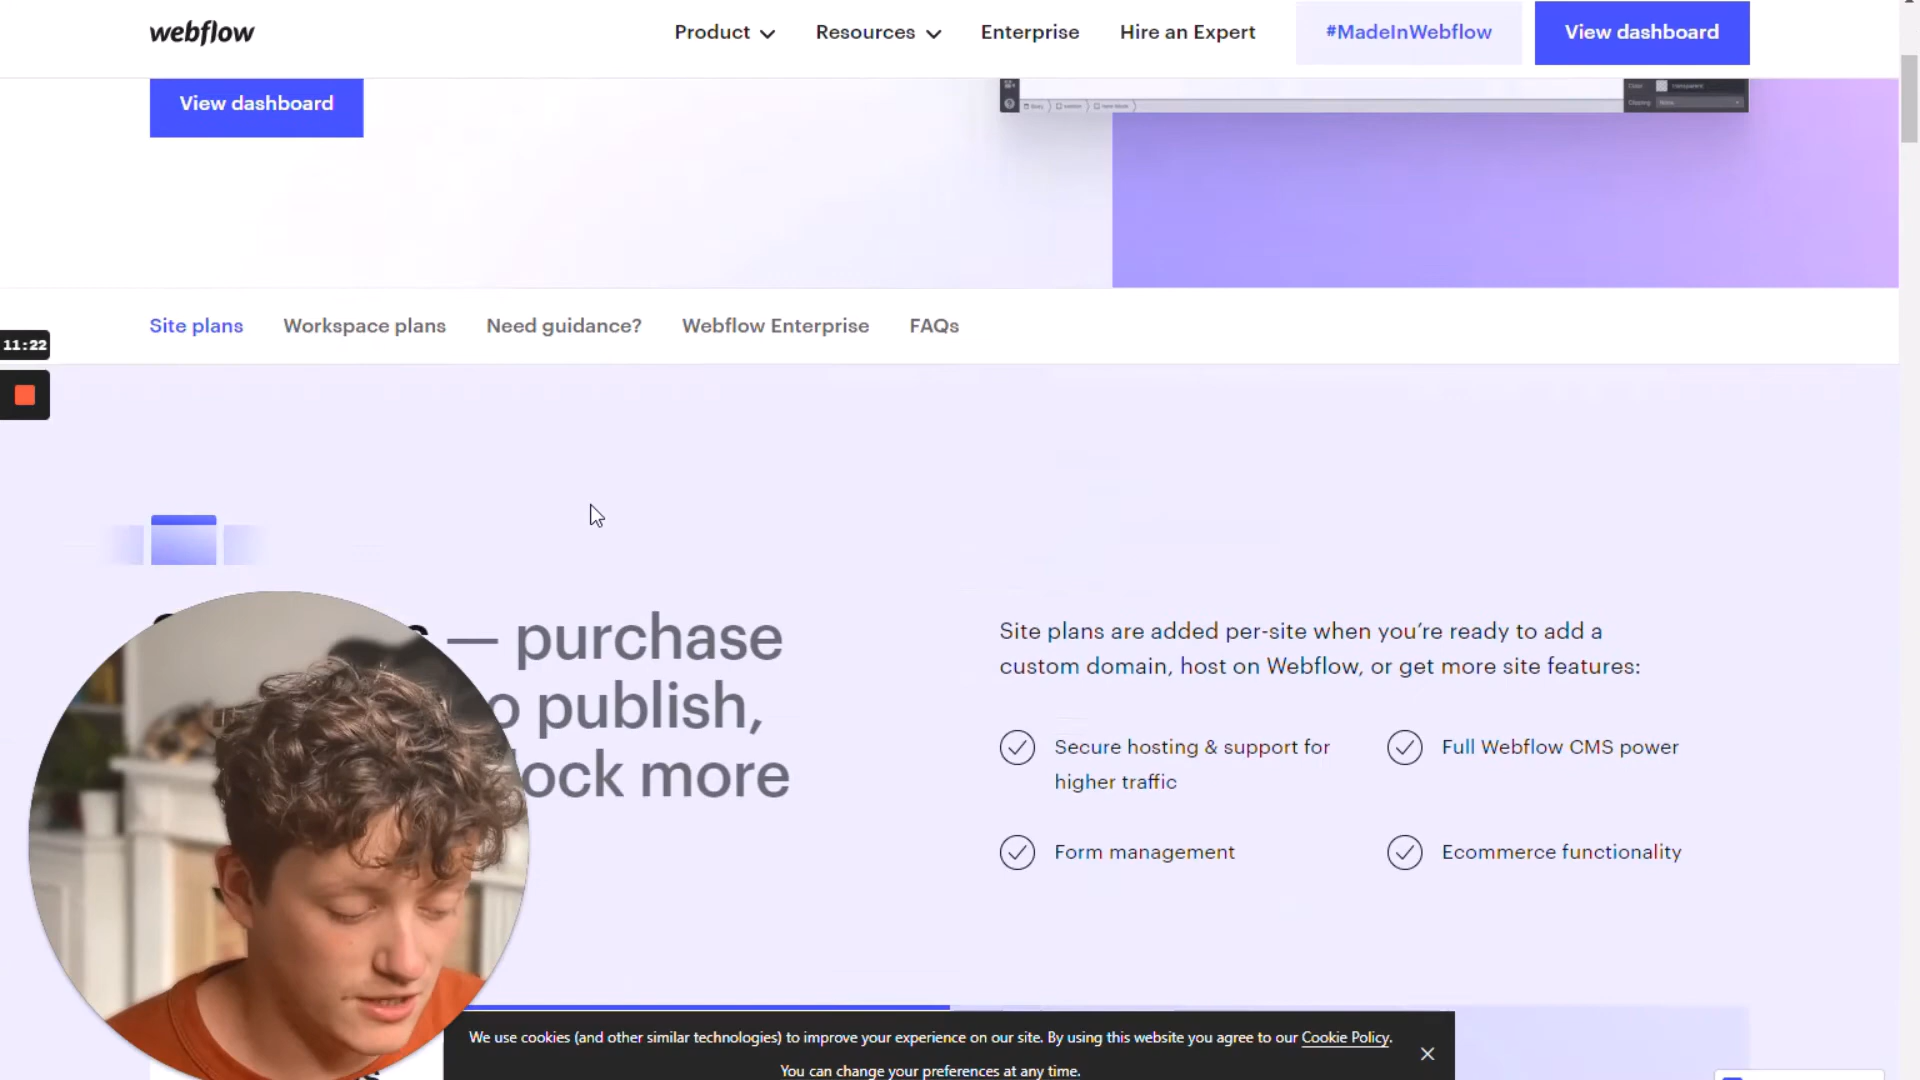 webflow
Product
Resources
Enterprise
Hire an Expert
#MadeInWebflow
View dashboard
View dashboard
Site plans
Workspace plans
Need guidance?
Webflow Enterprise
FAQs
11:22
— purchase
publish,
more
Site plans are added per-site when you’re ready to add a
custom domain, host on Webflow, or get more site features:
Secure hosting & support for
higher traffic
Full Webflow CMS power
Form management
Ecommerce functionality
We use cookies (and other similar technologies) to improve your experience on our site. By using this website you agree to our Cookie Policy.
You can change your preferences at any time.